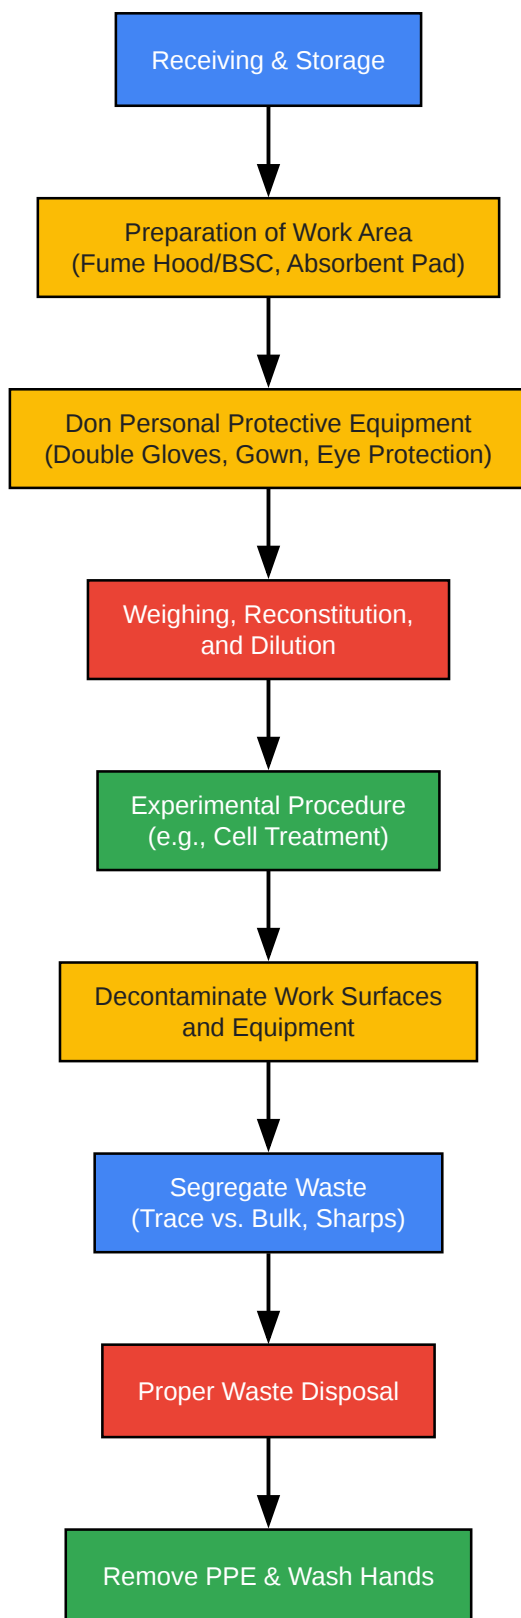 Receiving & Storage
Preparation of Work Area
(Fume Hood/BSC, Absorbent Pad)
Don Personal Protective Equipment
(Double Gloves, Gown, Eye Protection)
Weighing, Reconstitution,
and Dilution
Experimental Procedure
(e.g., Cell Treatment)
Decontaminate Work Surfaces
and Equipment
Segregate Waste
(Trace vs. Bulk, Sharps)
Proper Waste Disposal
Remove PPE & Wash Hands